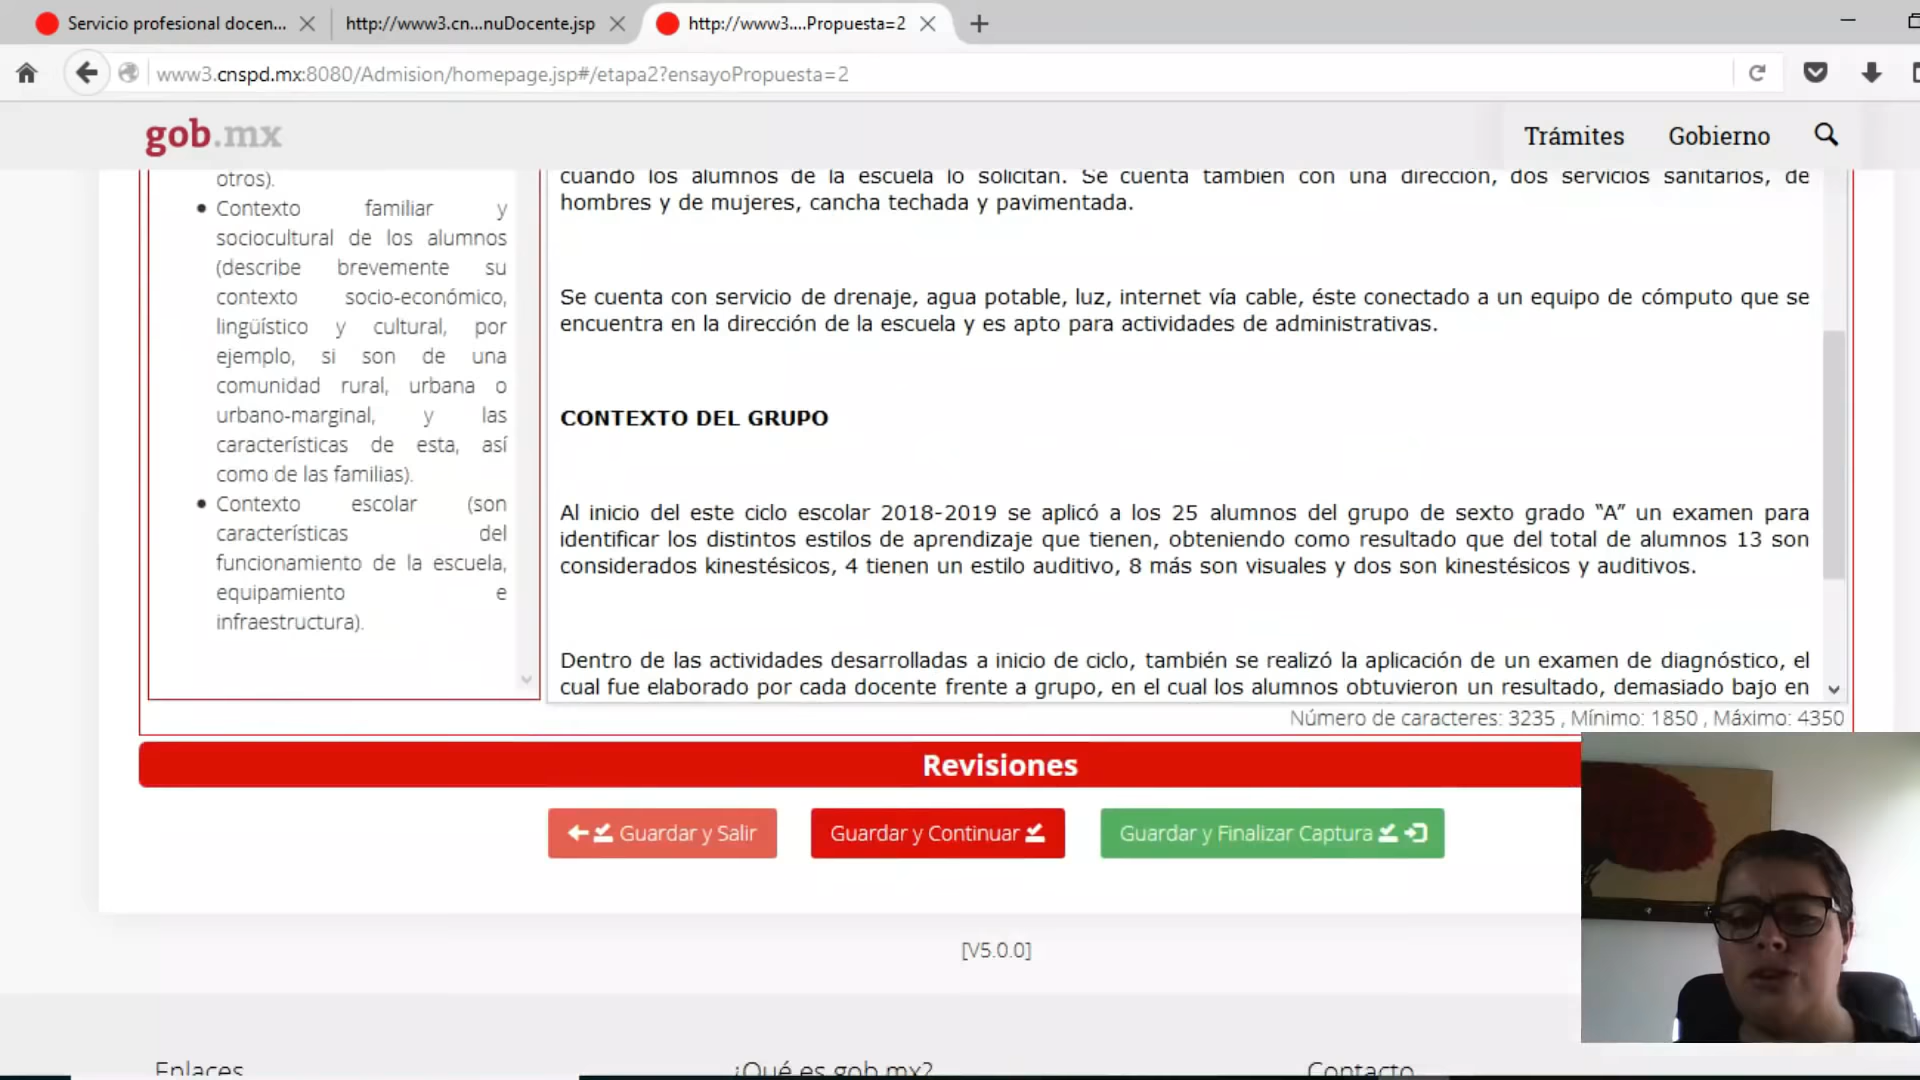 Servicio profesional docen...
http://www3.cn...nuDocente.jsp
http://www3....Propuesta=2
www3.cnspd.mx:8080/Admision/homepage.jsp#/etapa2?ensayoPropuesta=2
gob.mx
Trámites
Gobierno
otros).
Contexto familiar y
sociocultural de los alumnos
(describe brevemente su
contexto socio-económico,
lingüístico y cultural, por
ejemplo, si son de una
comunidad rural, urbana o
urbano-marginal, y las
características de esta, así
como de las familias).
Contexto escolar (son
características del
funcionamiento de la escuela,
equipamiento e
infraestructura).
cuando los alumnos de la escuela lo solicitan. Se cuenta también con una dirección, dos servicios sanitarios, de
hombres y de mujeres, cancha techada y pavimentada.
Se cuenta con servicio de drenaje, agua potable, luz, internet vía cable, éste conectado a un equipo de cómputo que se
encuentra en la dirección de la escuela y es apto para actividades de administrativas.
CONTEXTO DEL GRUPO
Al inicio del este ciclo escolar 2018-2019 se aplicó a los 25 alumnos del grupo de sexto grado “A” un examen para
identificar los distintos estilos de aprendizaje que tienen, obteniendo como resultado que del total de alumnos 13 son
considerados kinestésicos, 4 tienen un estilo auditivo, 8 más son visuales y dos son kinestésicos y auditivos.
Dentro de las actividades desarrolladas a inicio de ciclo, también se realizó la aplicación de un examen de diagnóstico, el
cual fue elaborado por cada docente frente a grupo, en el cual los alumnos obtuvieron un resultado, demasiado bajo en
Número de caracteres: 3235 , Mínimo: 1850 , Máximo: 4350
Revisiones
Guardar y Salir
Guardar y Continuar
Guardar y Finalizar Captura
[V5.0.0]
Enlaces
¿Qué es gob.mx?
Contacto